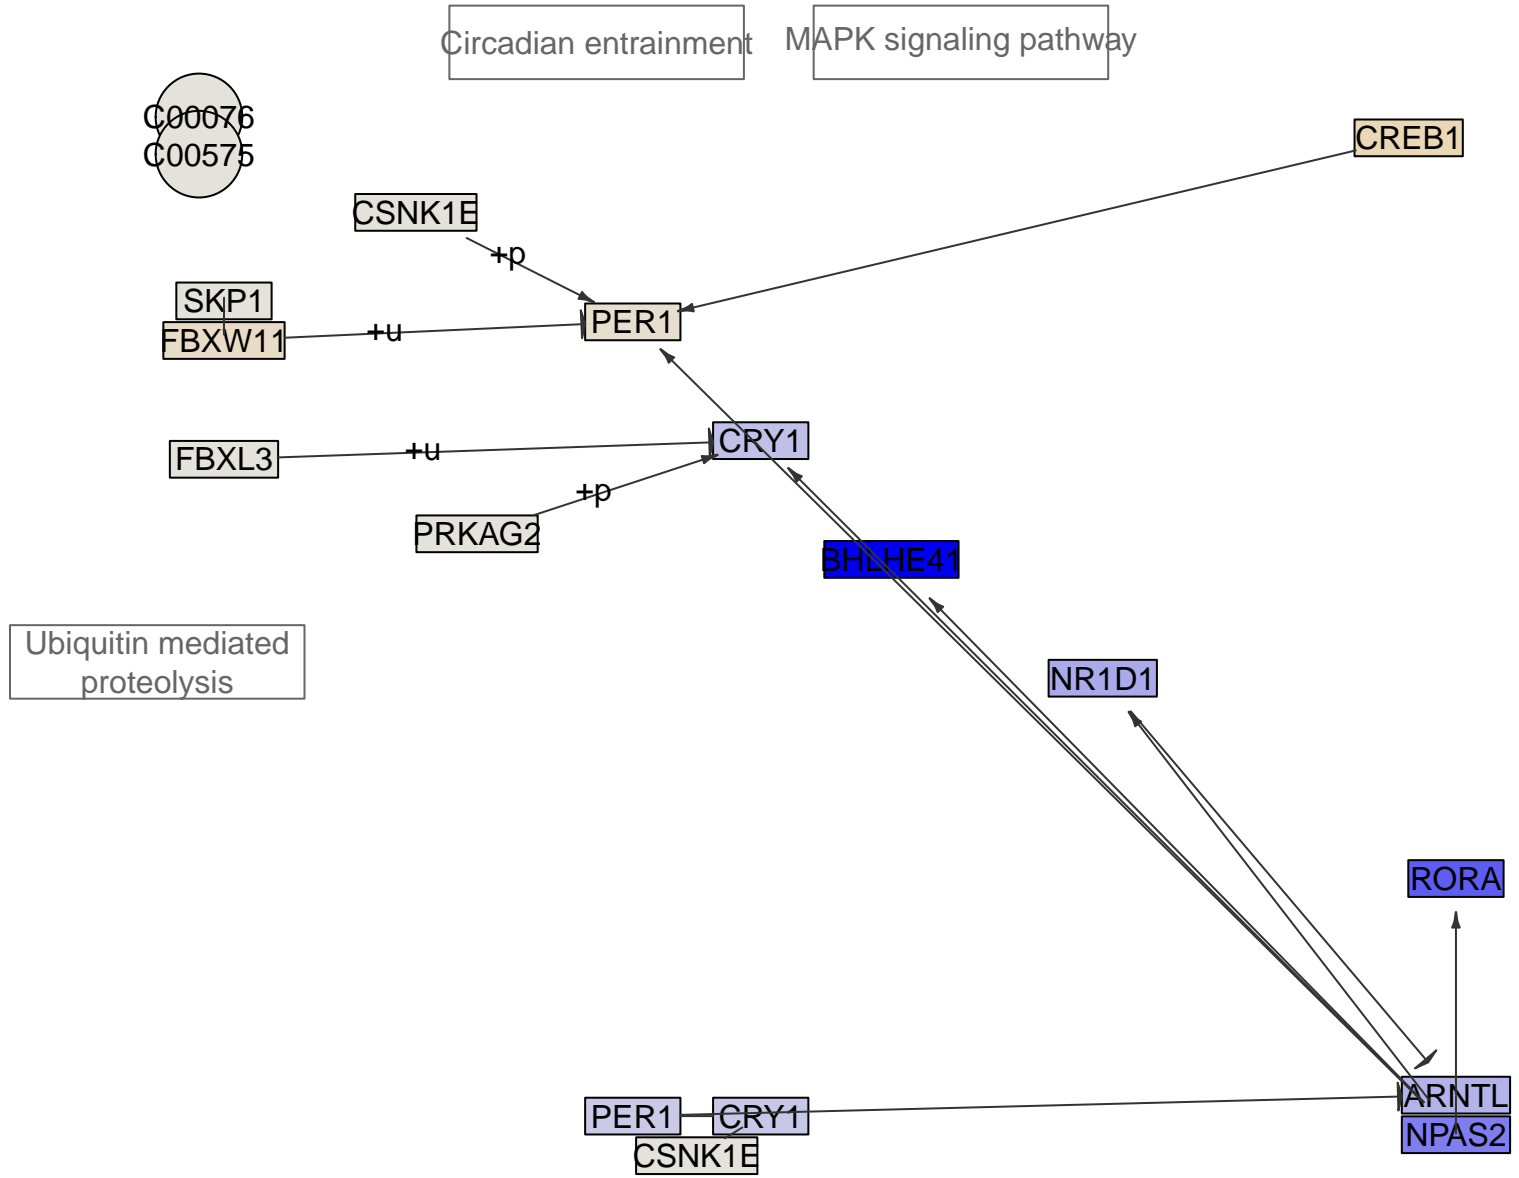 Circadian entrainment
MAPK signaling pathway
C00076
C00575
CREB1
CSNK1E
+p
SKP1
FBXW11
+u
PER1
FBXL3
+u
CRY1
+p
PRKAG2
BHLHE41
Ubiquitin mediated
proteolysis
NR1D1
RORA
ARNTL
NPAS2
PER1
CRY1
CSNK1E